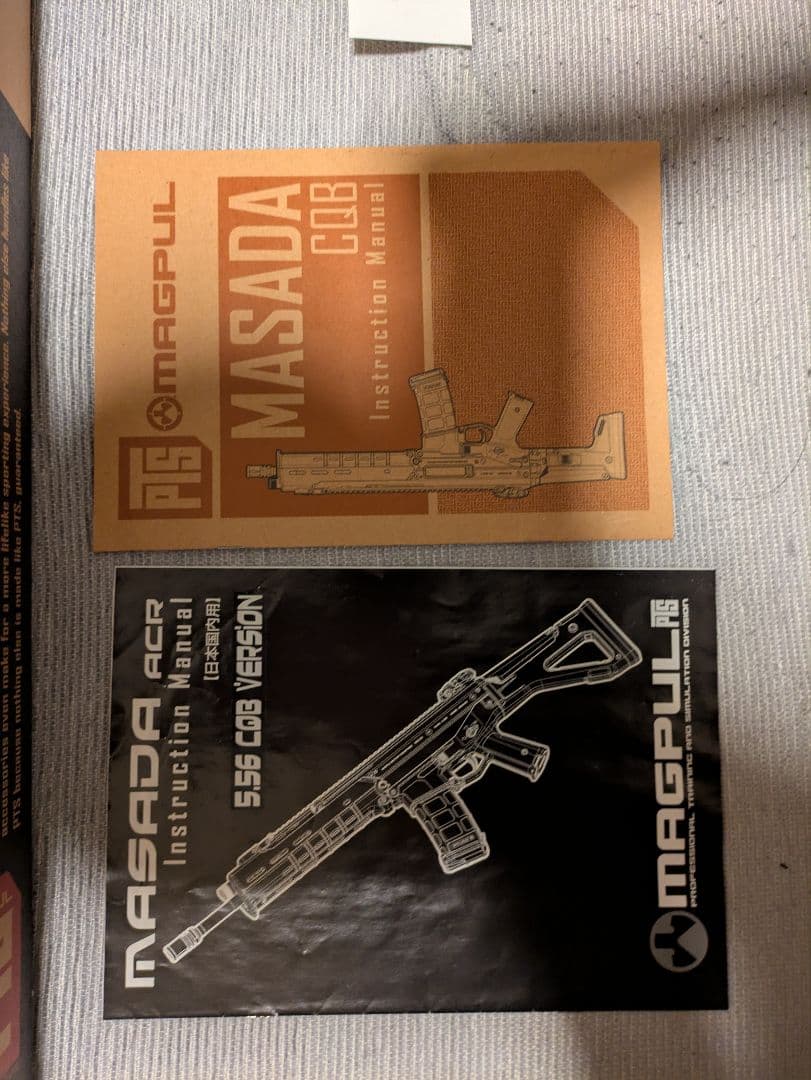 accessories even make for a more lifelike sporting experience. Nothing else handles like
PTS because nothing else is made like PTS, guaranteed.
PTS MAGPUL
MASADA
CQB
Instruction Manual
MASADA ACR
Instruction Manual
【日本国内用】
5.56 CQB VERSION
MAGPUL PTS
PROFESSIONAL TRAINING AND SIMULATION DIVISION